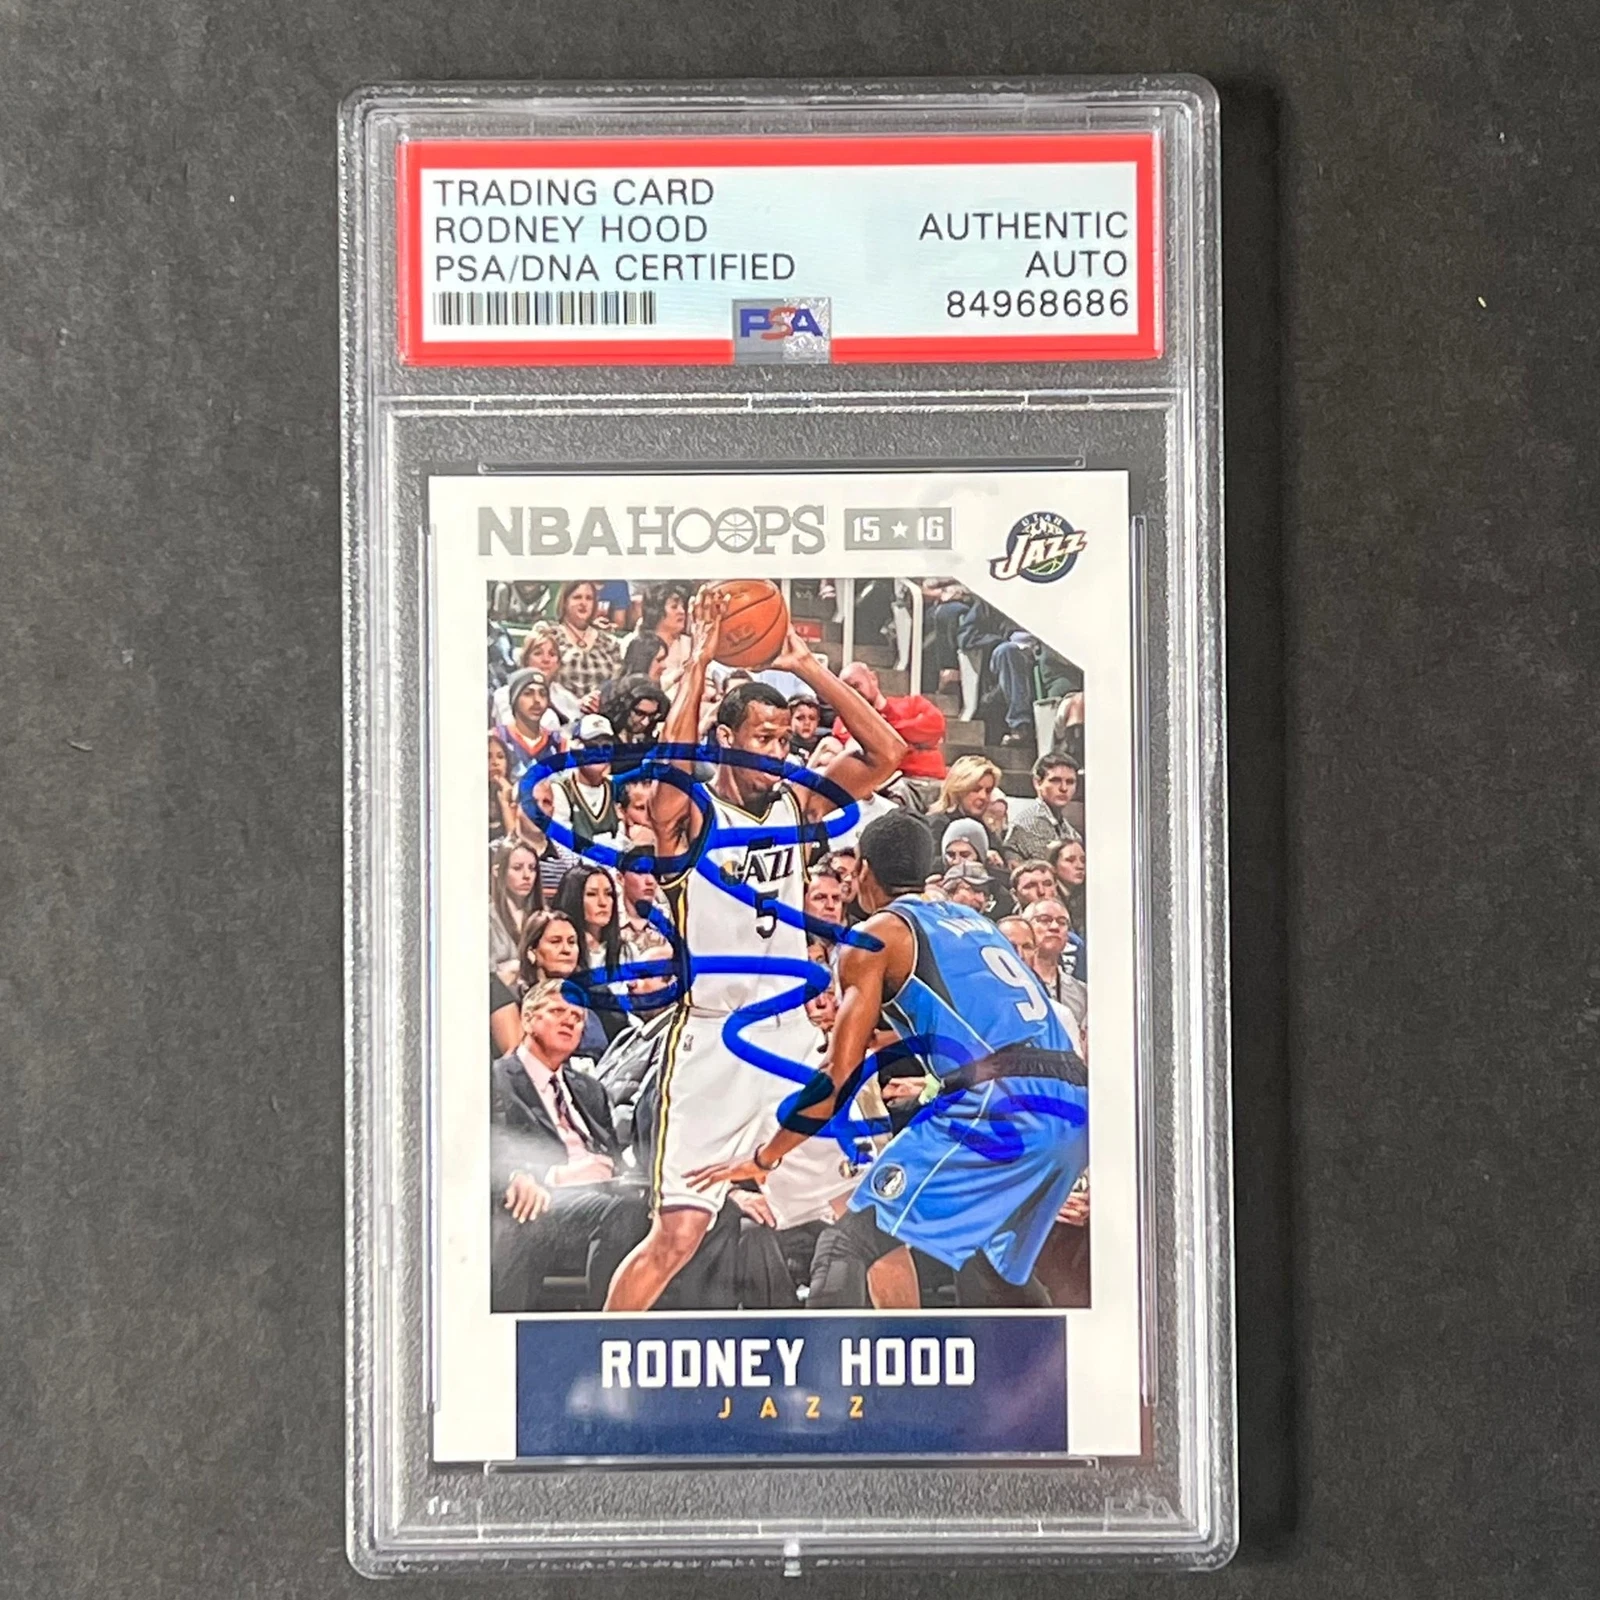 TRADING CARD
RODNEY HOOD
PSA/DNA CERTIFIED
AUTHENTIC
AUTO
84968686
PSA
NBA HOOPS 15 ★ 16
UTAH
JAZZ
JAZZ
5
9
RODNEY HOOD
JAZZ